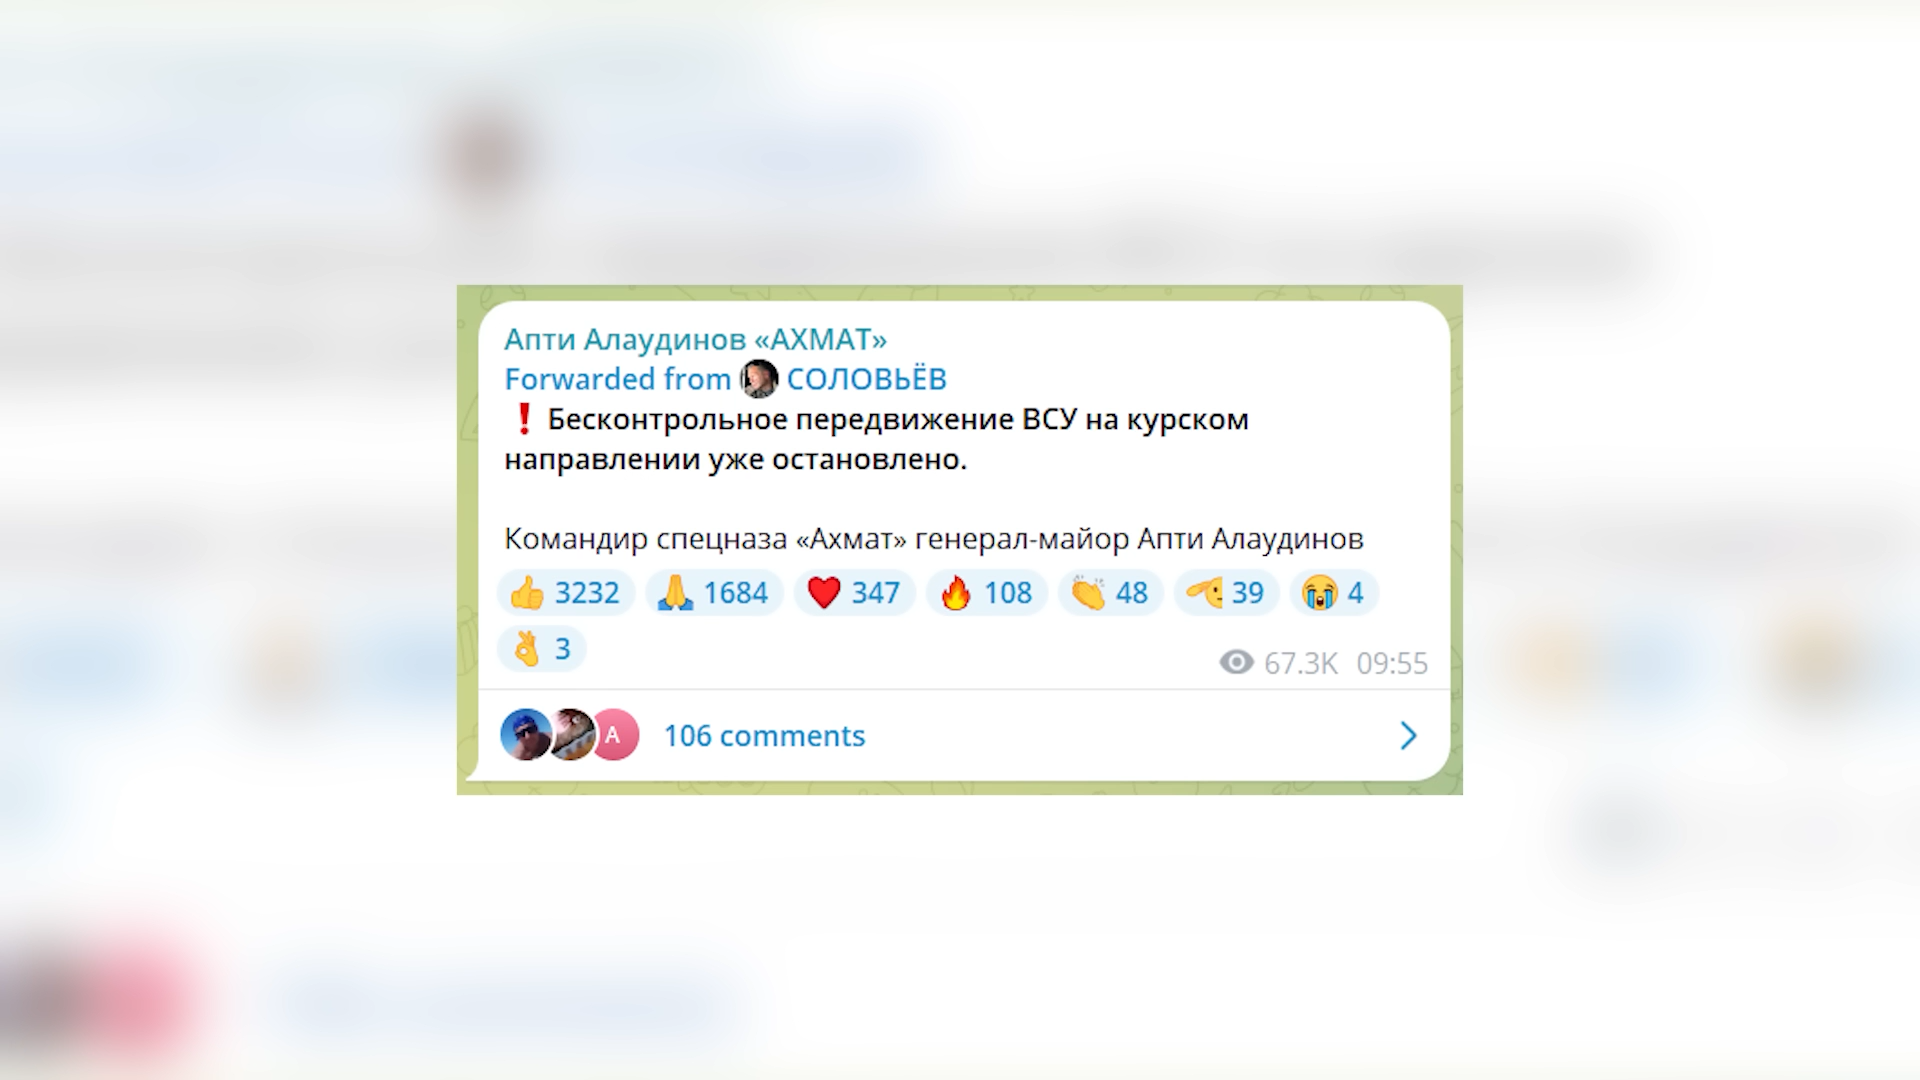 Апти Алаудинов «АХМАТ»
Forwarded from СОЛОВЬЁВ
❗ Бесконтрольное передвижение ВСУ на курском
направлении уже остановлено.
Командир спецназа «Ахмат» генерал-майор Апти Алаудинов
👍 3232 🙏 1684 ❤ 347 🔥 108 👏 48 🫡 39 😭 4
👌 3
67.3K 09:55
A 106 comments